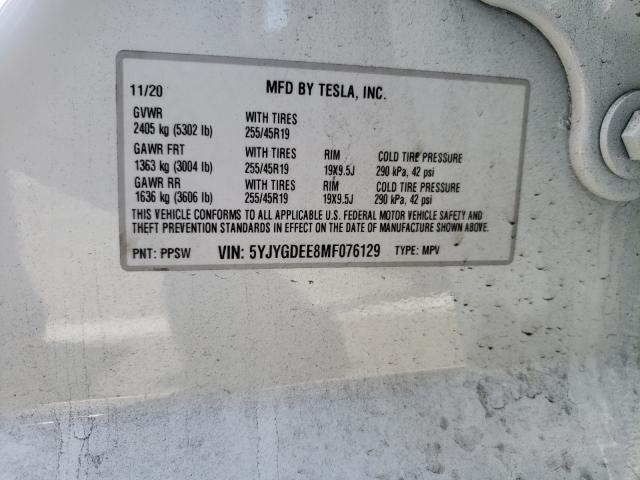 11/20 MFD BY TESLA, INC.
GVWR WITH TIRES
2405 kg (5302 lb) 255/45R19
GAWR FRT WITH TIRES RIM COLD TIRE PRESSURE
1363 kg (3004 lb) 255/45R19 19X9.5J 290 kPa, 42 psi
GAWR RR WITH TIRES RIM COLD TIRE PRESSURE
1636 kg (3606 lb) 255/45R19 19X9.5J 290 kPa, 42 psi
THIS VEHICLE CONFORMS TO ALL APPLICABLE U.S. FEDERAL MOTOR VEHICLE SAFETY AND
THEFT PREVENTION STANDARDS IN EFFECT ON THE DATE OF MANUFACTURE SHOWN ABOVE.
PNT: PPSW VIN: 5YJYGDEE8MF076129 TYPE: MPV